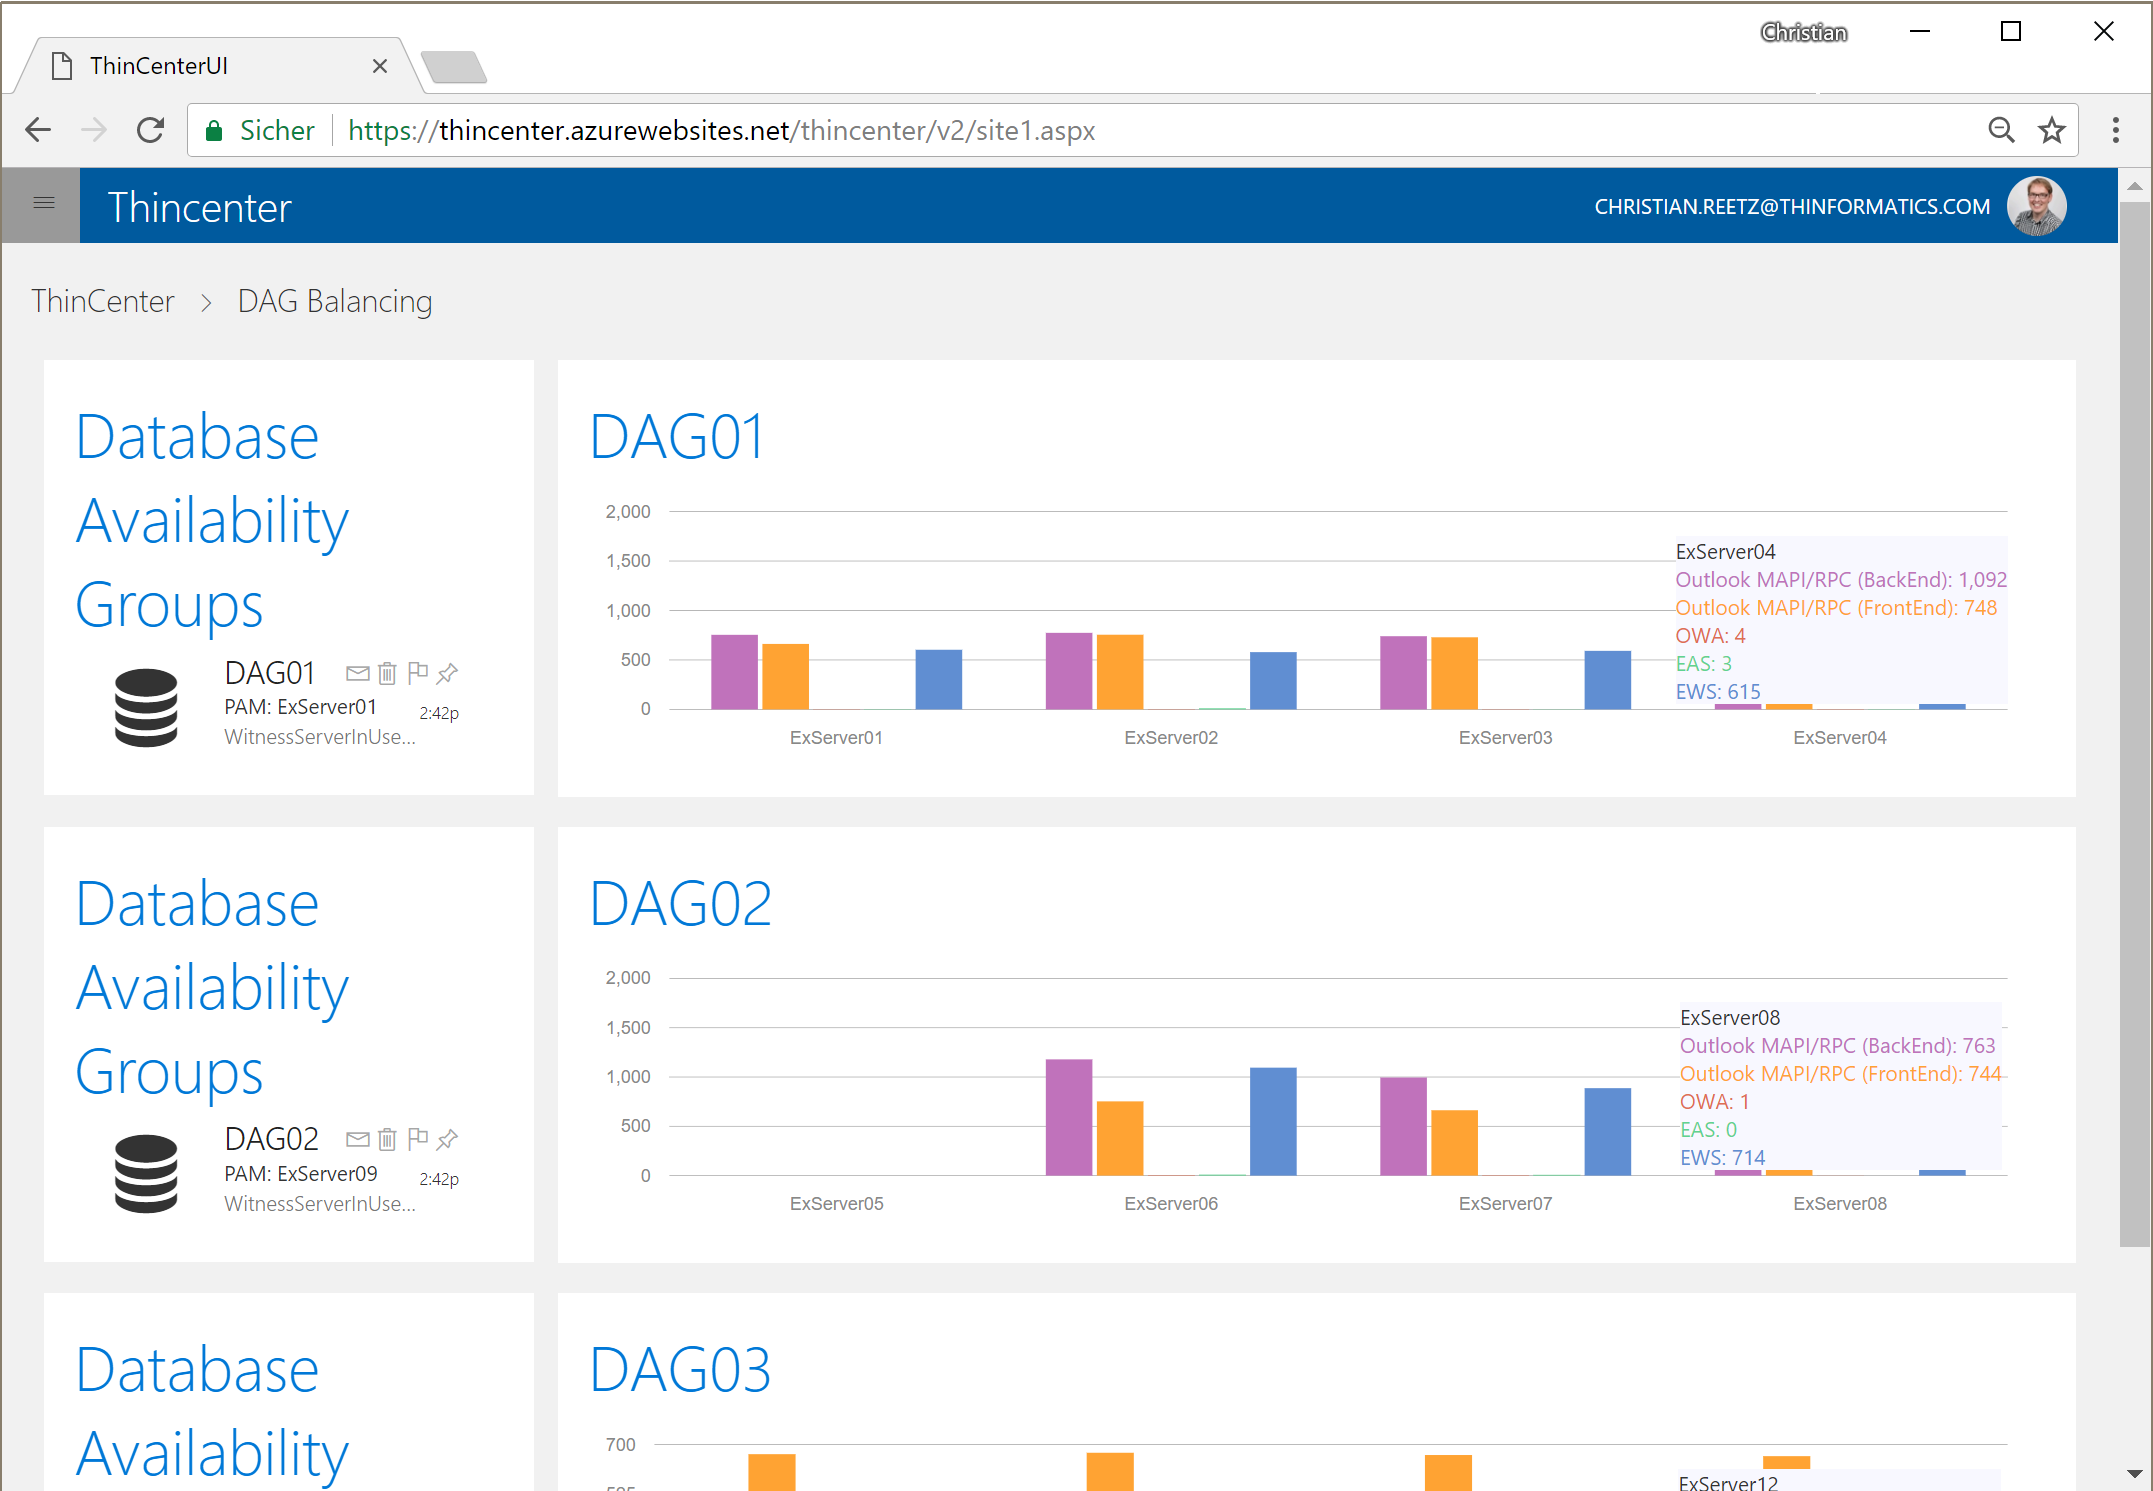 Christian
ThinCenterUI
Sicher https://thincenter.azurewebsites.net/thincenter/v2/site1.aspx
Thincenter
CHRISTIAN.REETZ@THINFORMATICS.COM
ThinCenter > DAG Balancing
Database
Availability
Groups
DAG01
PAM: ExServer01
2:42p
WitnessServerInUse...
DAG01
2,000
1,500
1,000
500
0
ExServer01
ExServer02
ExServer03
ExServer04
ExServer04
Outlook MAPI/RPC (BackEnd): 1,092
Outlook MAPI/RPC (FrontEnd): 748
OWA: 4
EAS: 3
EWS: 615
Database
Availability
Groups
DAG02
PAM: ExServer09
2:42p
WitnessServerInUse...
DAG02
2,000
1,500
1,000
500
0
ExServer05
ExServer06
ExServer07
ExServer08
ExServer08
Outlook MAPI/RPC (BackEnd): 763
Outlook MAPI/RPC (FrontEnd): 744
OWA: 1
EAS: 0
EWS: 714
Database
Availability
DAG03
700
ExServer12